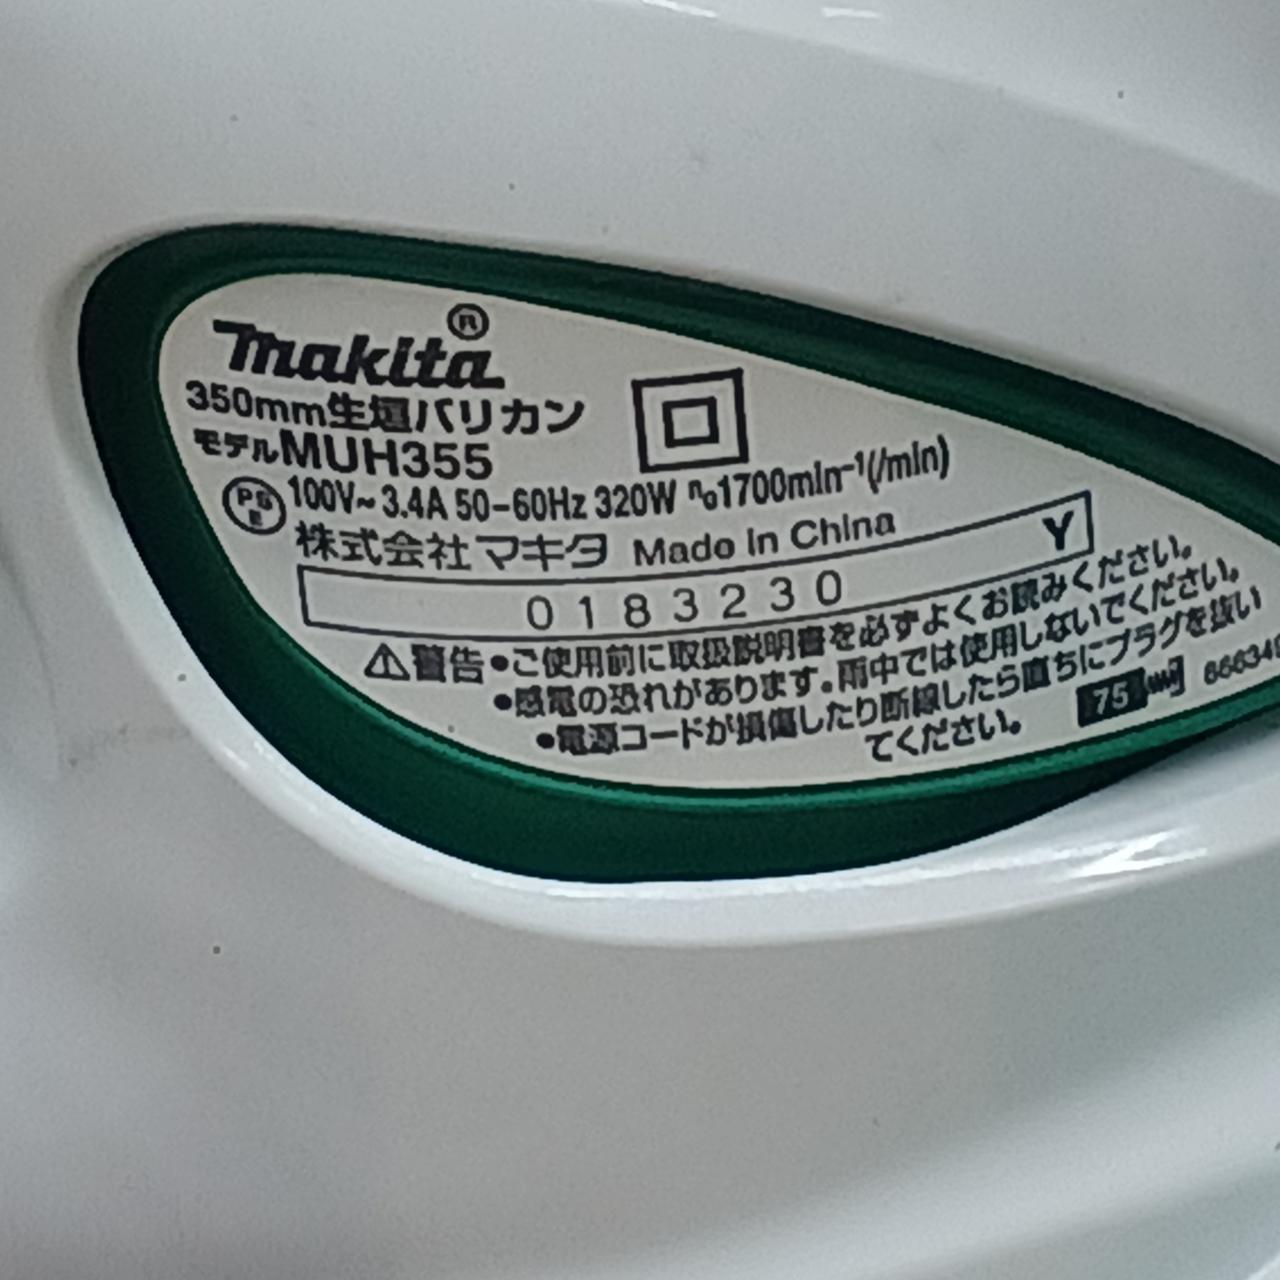 makita®
350mm生垣バリカン
モデルMUH355
PSE 100V~ 3.4A 50-60Hz 320W n₀1700min⁻¹(/min)
株式会社マキタ Made in China
0183230 Y
⚠警告●ご使用前に取扱説明書を必ずよくお読みください。
●感電の恐れがあります。雨中では使用しないでください。
●電源コードが損傷したり断線したら直ちにプラグを抜い
てください。
75